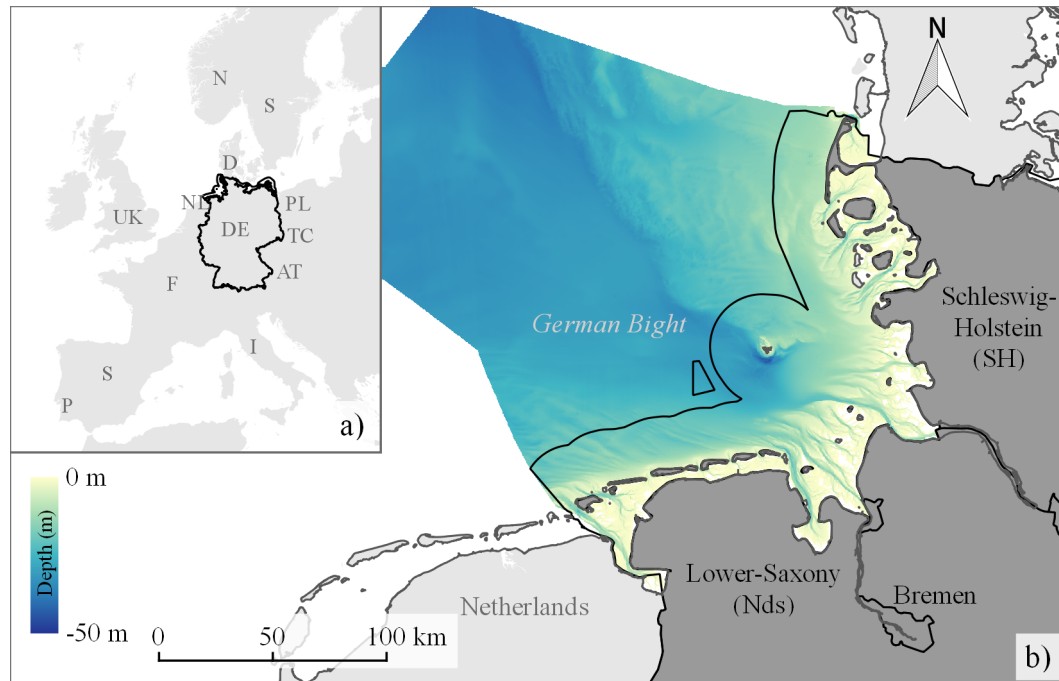 N
S
D
NL
UK
DE
PL
TC
F
AT
I
S
P
a)
N
German Bight
Schleswig-
Holstein
(SH)
0 m
Depth (m)
-50 m
Netherlands
Lower-Saxony
(Nds)
Bremen
0
50
100 km
b)